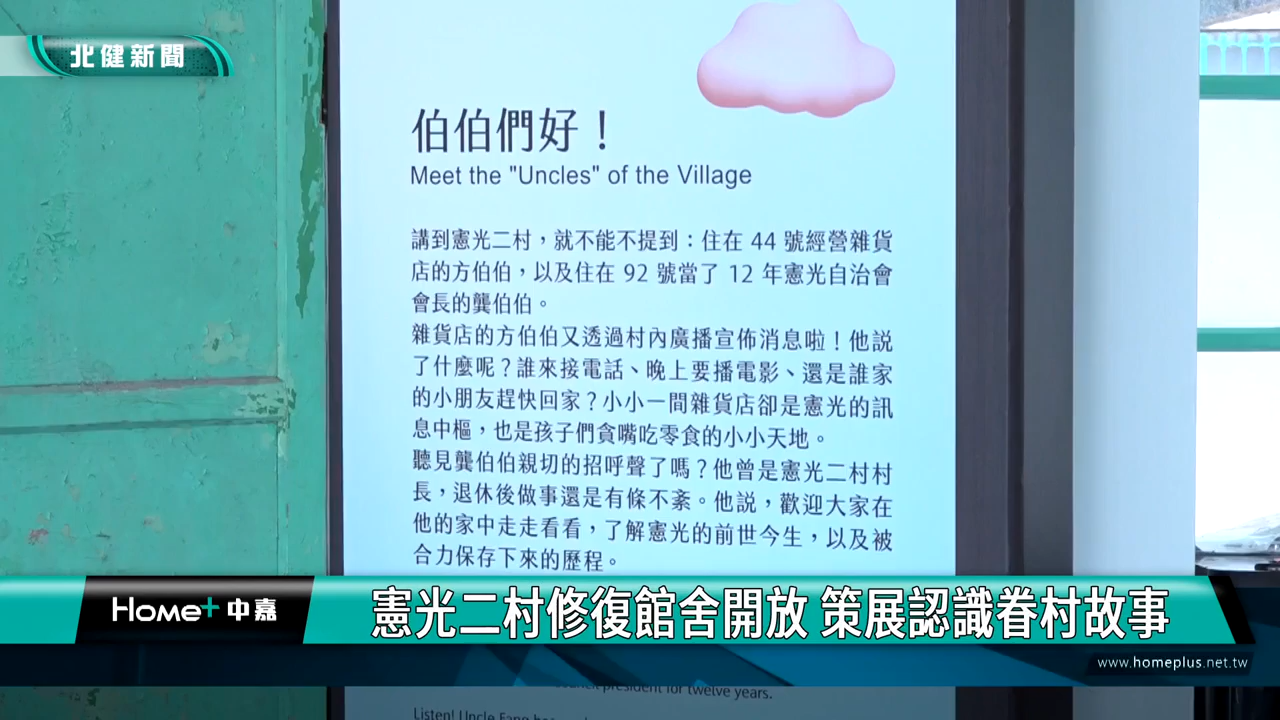 北健新聞
伯伯們好！
Meet the "Uncles" of the Village
講到憲光二村，就不能不提到：住在 44 號經營雜貨
店的方伯伯，以及住在 92 號當了 12 年憲光自治會
會長的龔伯伯。
雜貨店的方伯伯又透過村內廣播宣佈消息啦！他説
了什麼呢？誰來接電話、晚上要播電影、還是誰家
的小朋友趕快回家？小小一間雜貨店卻是憲光的訊
息中樞，也是孩子們貪嘴吃零食的小小天地。
聽見龔伯伯親切的招呼聲了嗎？他曾是憲光二村村
長，退休後做事還是有條不紊。他説，歡迎大家在
他的家中走走看看，了解憲光的前世今生，以及被
合力保存下來的歷程。
Home+中嘉
憲光二村修復館舍開放 策展認識眷村故事
www.homeplus.net.tw
president for twelve years.
Listen! Uncle Fang